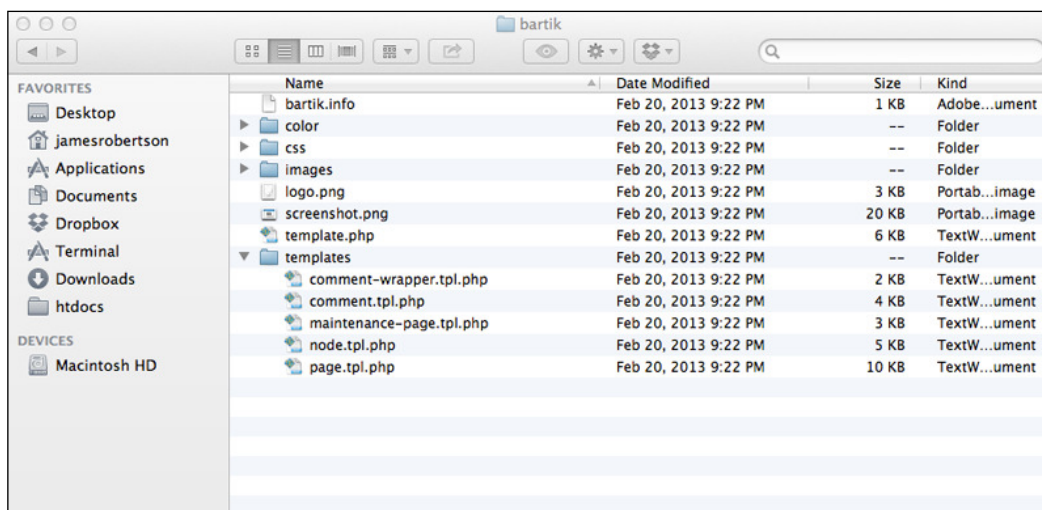 bartik
FAVORITES
Desktop
jamesrobertson
Applications
Documents
Dropbox
Terminal
Downloads
htdocs
DEVICES
Macintosh HD
Name Date Modified Size Kind
bartik.info Feb 20, 2013 9:22 PM 1 KB Adobe...ument
color Feb 20, 2013 9:22 PM -- Folder
css Feb 20, 2013 9:22 PM -- Folder
images Feb 20, 2013 9:22 PM -- Folder
logo.png Feb 20, 2013 9:22 PM 3 KB Portab...image
screenshot.png Feb 20, 2013 9:22 PM 20 KB Portab...image
template.php Feb 20, 2013 9:22 PM 6 KB TextW...ument
templates Feb 20, 2013 9:22 PM -- Folder
comment-wrapper.tpl.php Feb 20, 2013 9:22 PM 2 KB TextW...ument
comment.tpl.php Feb 20, 2013 9:22 PM 4 KB TextW...ument
maintenance-page.tpl.php Feb 20, 2013 9:22 PM 3 KB TextW...ument
node.tpl.php Feb 20, 2013 9:22 PM 5 KB TextW...ument
page.tpl.php Feb 20, 2013 9:22 PM 10 KB TextW...ument